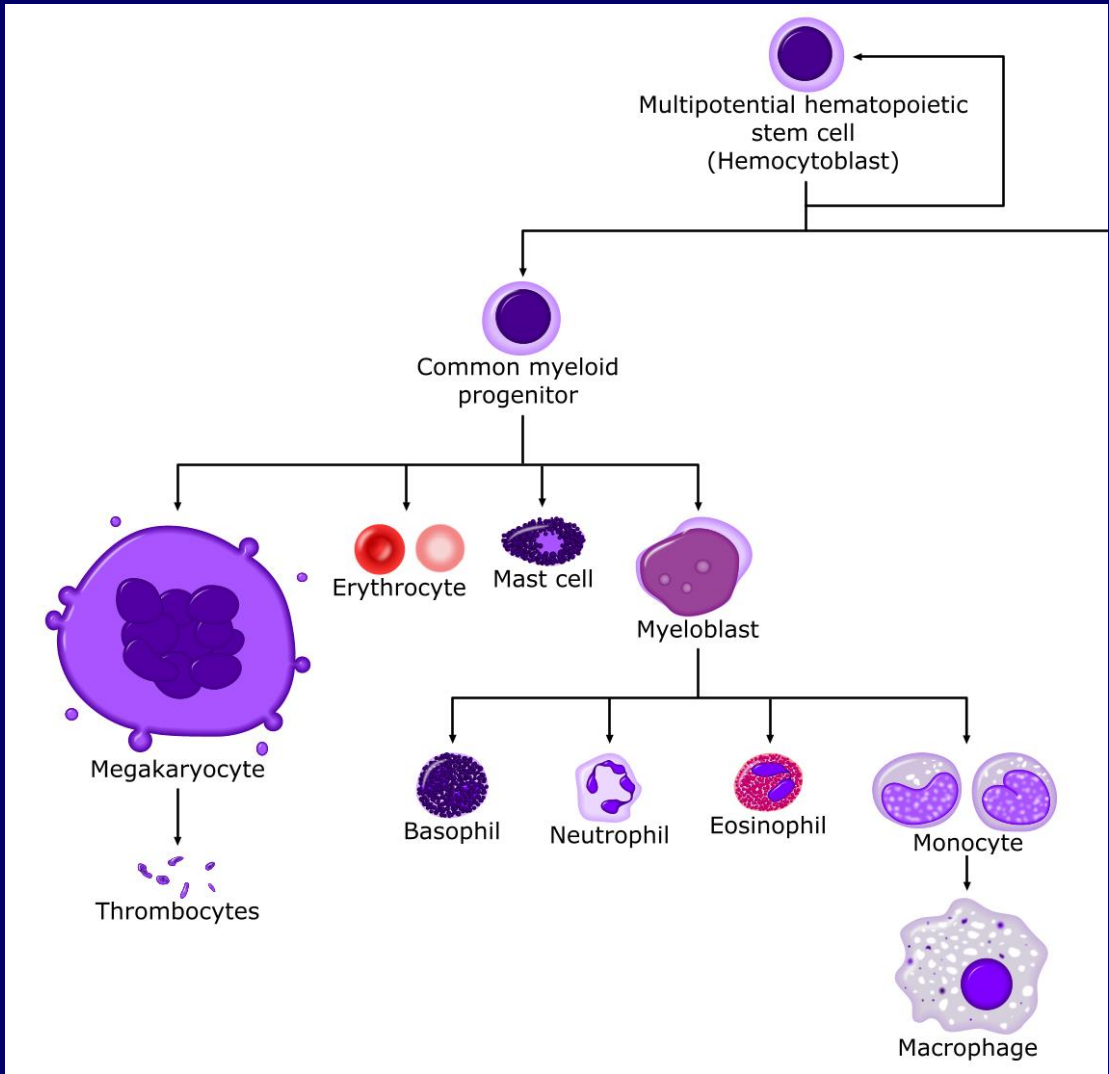 Multipotential hematopoietic
stem cell
(Hemocytoblast)
Common myeloid
progenitor
Erythrocyte
Mast cell
Myeloblast
Megakaryocyte
Basophil
Neutrophil
Eosinophil
Monocyte
Thrombocytes
Macrophage